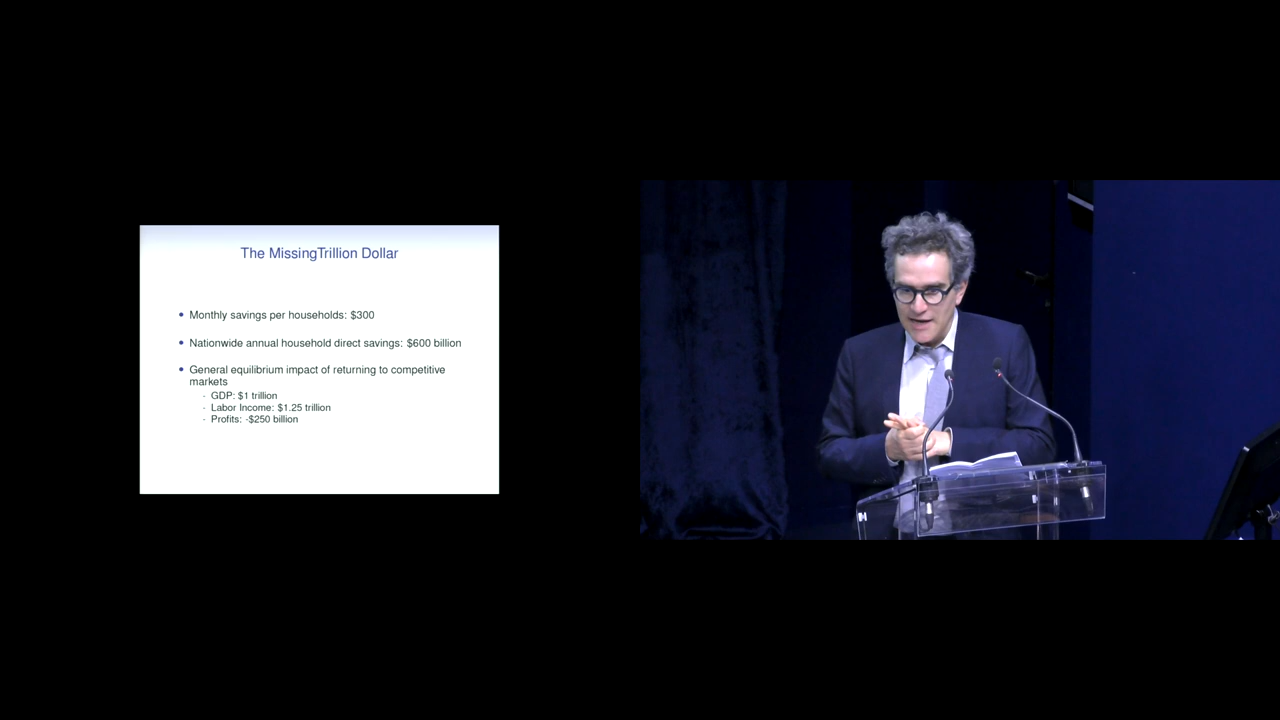 The MissingTrillion Dollar
• Monthly savings per households: $300
• Nationwide annual household direct savings: $600 billion
• General equilibrium impact of returning to competitive
markets
- GDP: $1 trillion
- Labor Income: $1.25 trillion
- Profits: -$250 billion